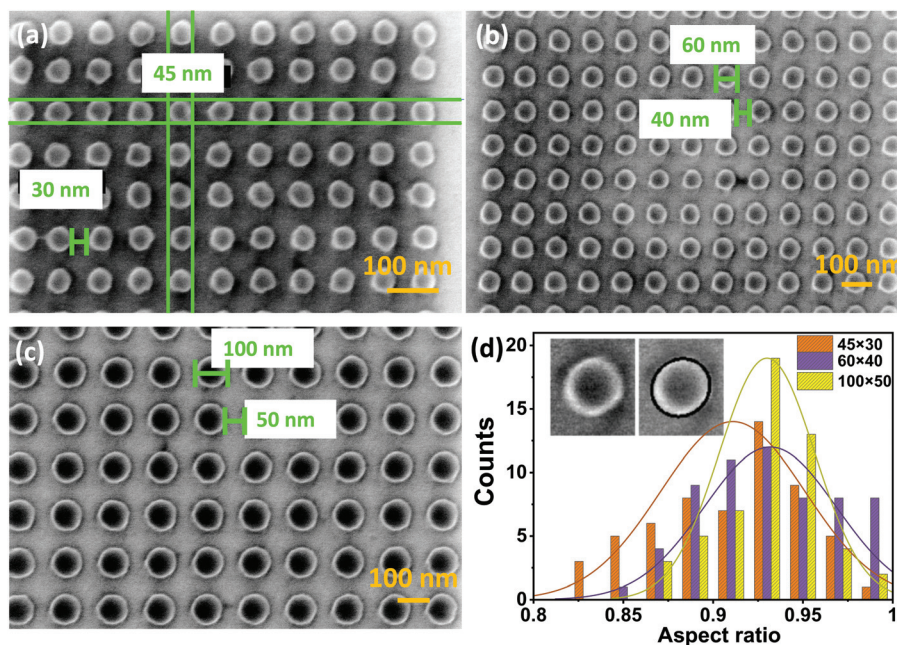 (a)
45 nm
30 nm
100 nm
(b)
60 nm
40 nm
100 nm
(c)
100 nm
50 nm
100 nm
(d)
45×30
60×40
100×50
20
15
10
5
0
Counts
0.8 0.85 0.9 0.95 1
Aspect ratio